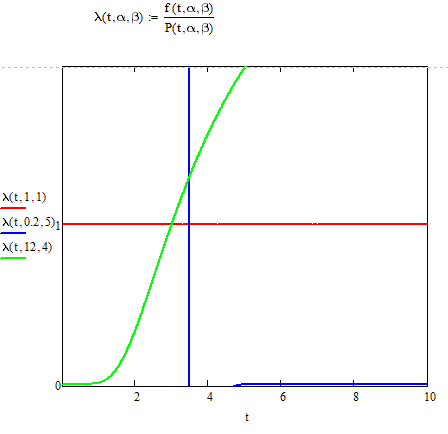 λ(t,α,β) := f(t,α,β)
P(t,α,β)
λ(t,1,1)
λ(t,0.2,5)
λ(t,12,4)
1
0
2 4 6 8 10
t